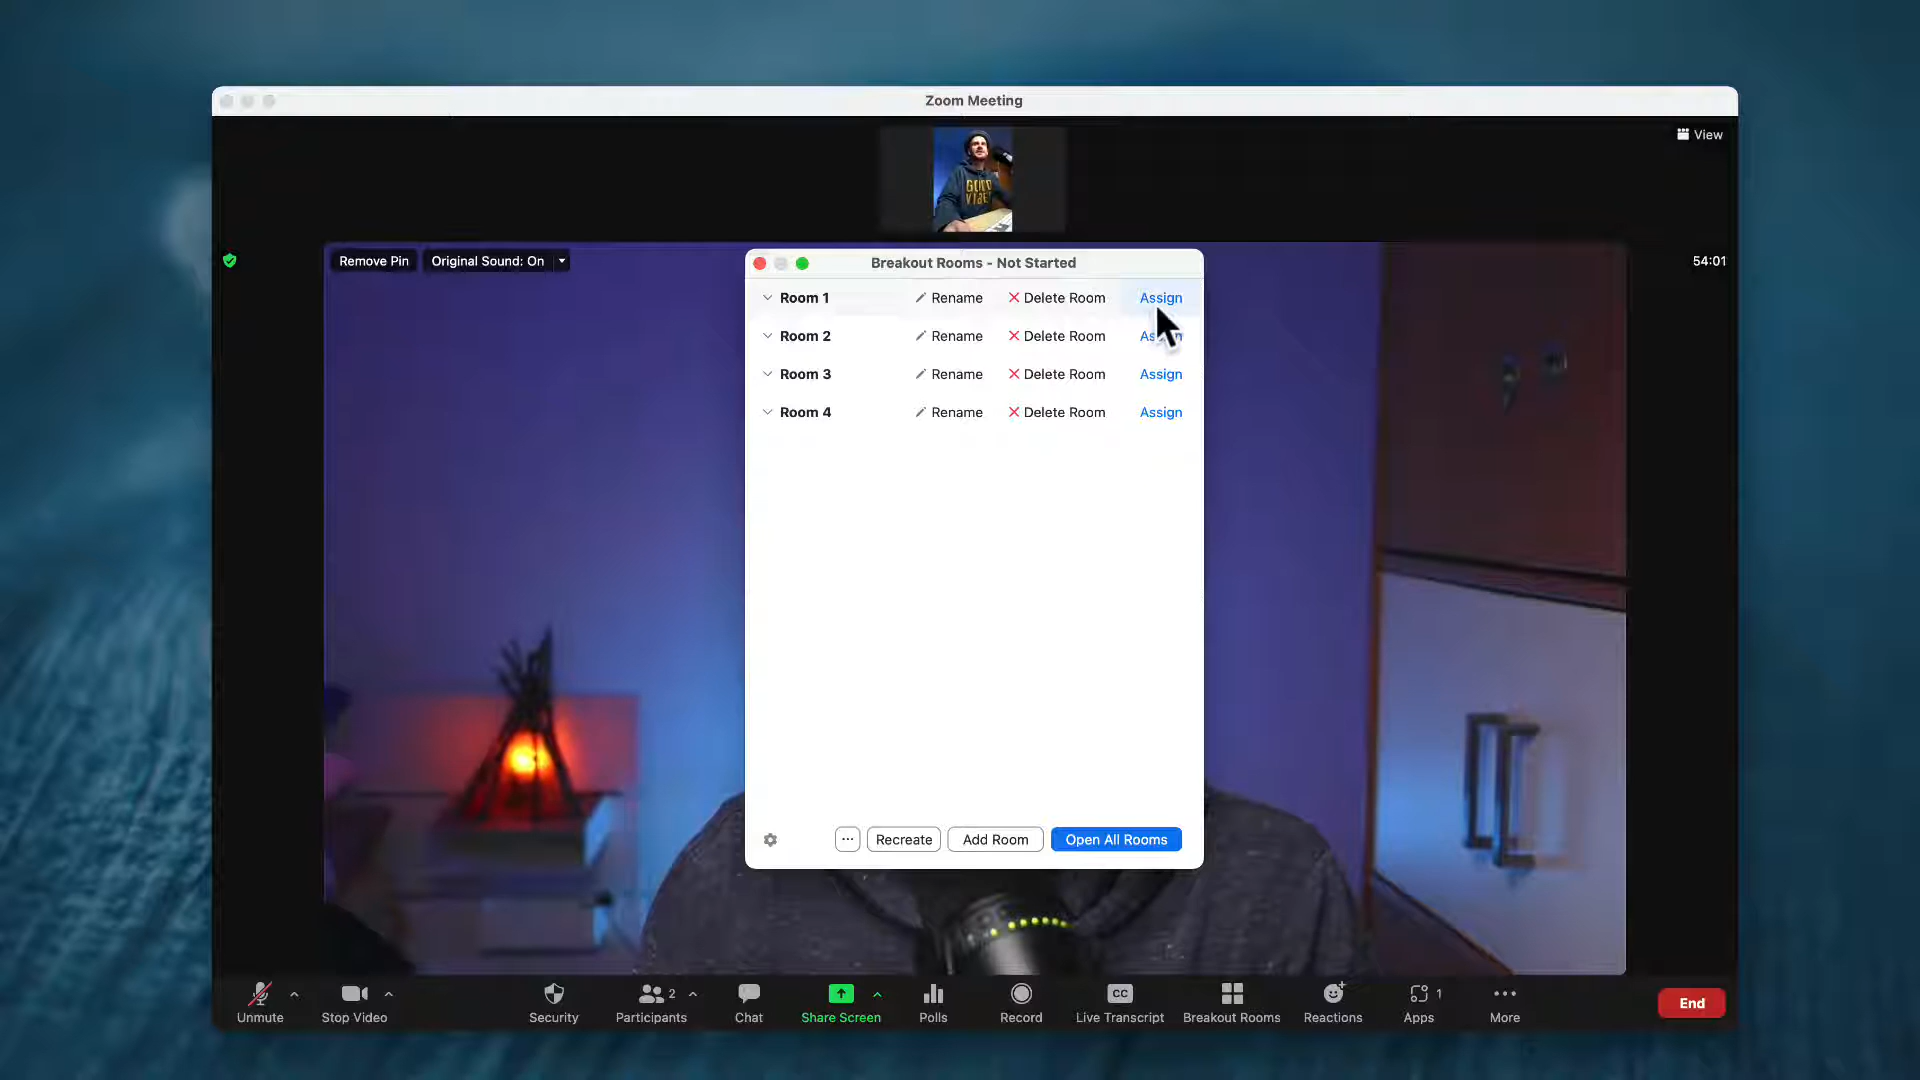 Zoom Meeting
View
GOOD
VIBES
Remove Pin
Original Sound: On
54:01
Breakout Rooms - Not Started
Room 1 Rename Delete Room Assign
Room 2 Rename Delete Room
Room 3 Rename Delete Room Assign
Room 4 Rename Delete Room Assign
... Recreate Add Room Open All Rooms
2
CC
1
Unmute Stop Video Security Participants Chat Share Screen Polls Record Live Transcript Breakout Rooms Reactions Apps More End